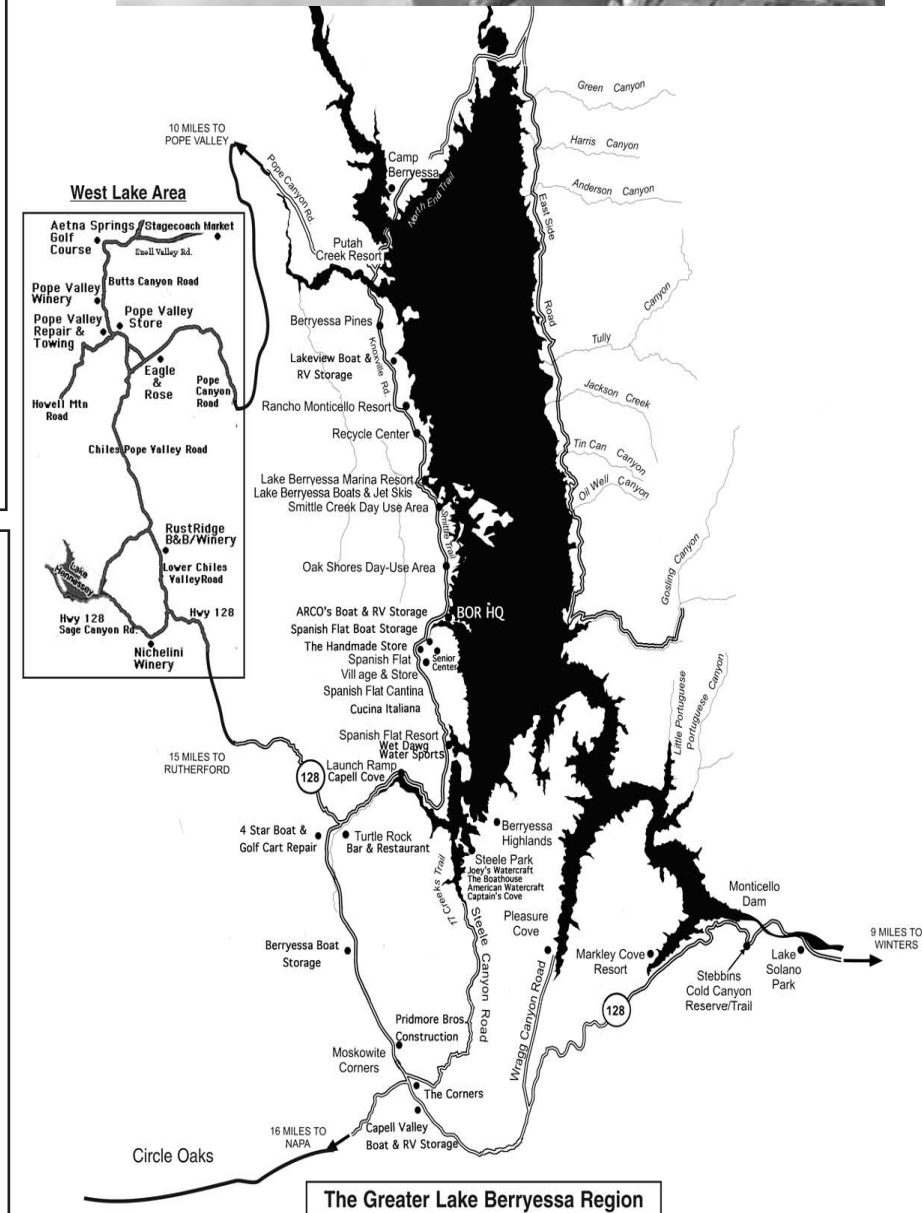 Green Canyon
10 MILES TO
POPE VALLEY
Harris Canyon
Camp
Berryessa
Pope Canyon Rd.
North End Trail
Anderson Canyon
East Side
Road
West Lake Area
Aetna Springs
Golf
Course
Stagecoach Market
Snell Valley Rd.
Butts Canyon Road
Pope Valley
Winery
Pope Valley
Store
Pope Valley
Repair &
Towing
Eagle
&
Rose
Pope
Canyon
Road
Howell Mtn
Road
Chiles Pope Valley Road
RustRidge
B&B/Winery
Lower Chiles
ValleyRoad
Lake
Hennessey
Hwy 128
Hwy 128
Sage Canyon Rd.
Nichelini
Winery
Putah
Creek Resort
Berryessa Pines
Knoxville Rd.
Lakeview Boat &
RV Storage
Rancho Monticello Resort
Recycle Center
Lake Berryessa Marina Resort
Lake Berryessa Boats & Jet Skis
Smittle Creek Day Use Area
Smittle Trail
Oak Shores Day-Use Area
ARCO's Boat & RV Storage
BOR HQ
Spanish Flat Boat Storage
The Handmade Store
Senior
Center
Spanish Flat
Village & Store
Spanish Flat Cantina
Cucina Italiana
Spanish Flat Resort
Wet Dawg
Water Sports
Launch Ramp
Capell Cove
Tully Canyon
Jackson Creek
Tin Can Canyon
Oil Well Canyon
Gosling Canyon
Little Portuguese
Portuguese Canyon
15 MILES TO
RUTHERFORD
128
4 Star Boat &
Golf Cart Repair
Turtle Rock
Bar & Restaurant
Berryessa
Highlands
Steele Park
Joey's Watercraft
The Boathouse
American Watercraft
Captain's Cove
17 Creeks Trail
Steele Canyon Road
Pleasure
Cove
Monticello
Dam
9 MILES TO
WINTERS
Berryessa Boat
Storage
Markley Cove
Resort
Stebbins
Cold Canyon
Reserve/Trail
Lake
Solano
Park
128
Wragg Canyon Road
Pridmore Bros.
Construction
Moskowite
Corners
The Corners
16 MILES TO
NAPA
Capell Valley
Boat & RV Storage
Circle Oaks
The Greater Lake Berryessa Region